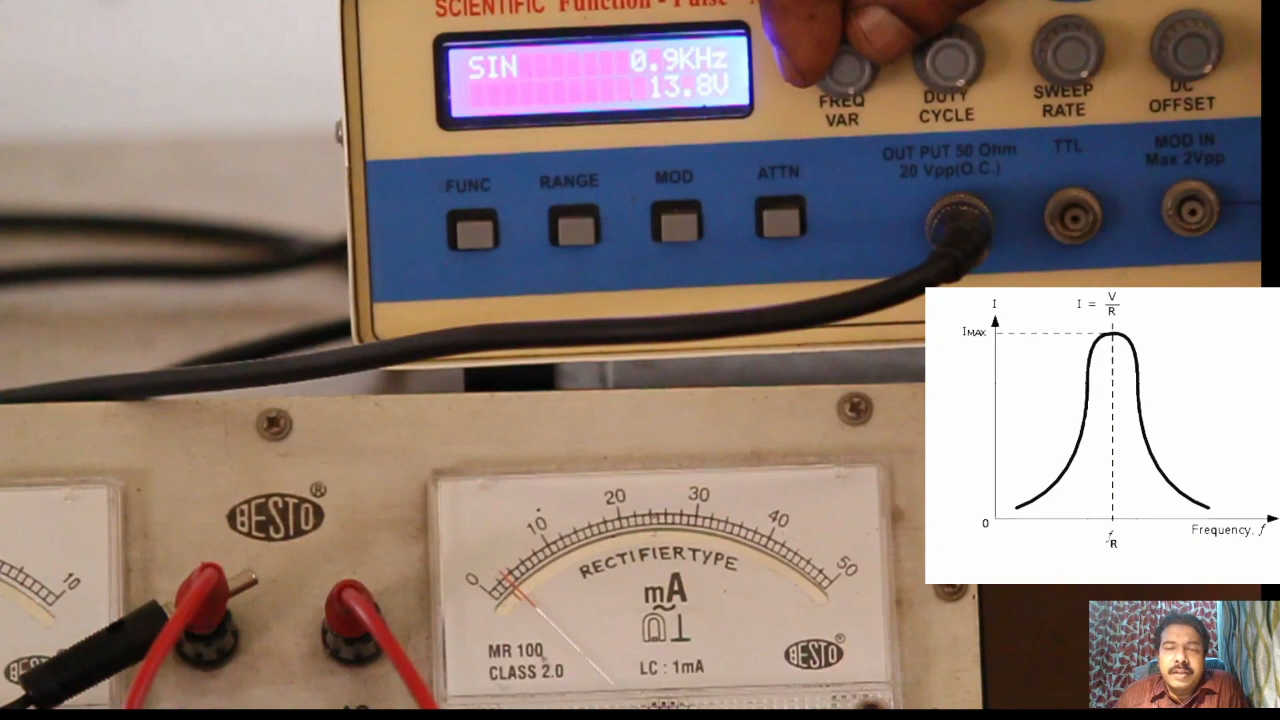 SCIENTIFIC Function - Pulse
SIN 0.9KHz
13.8V
FREQ VAR
DUTY CYCLE
SWEEP RATE
DC OFFSET
FUNC
RANGE
MOD
ATTN
OUT PUT 50 Ohm
20 Vpp(O.C.)
TTL
MOD IN
Max 2Vpp
I
I = V/R
IMAX
0
Frequency, f
fR
BESTO®
10
BESTO
0 10 20 30 40 50
RECTIFIERTYPE
mA
MR 100
CLASS 2.0
LC : 1mA
BESTO®